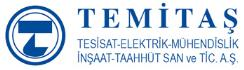 TEMİTAŞ
TESİSAT-ELEKTRİK-MÜHENDİSLİK
İNŞAAT-TAAHHÜT SAN ve TİC. A.Ş.